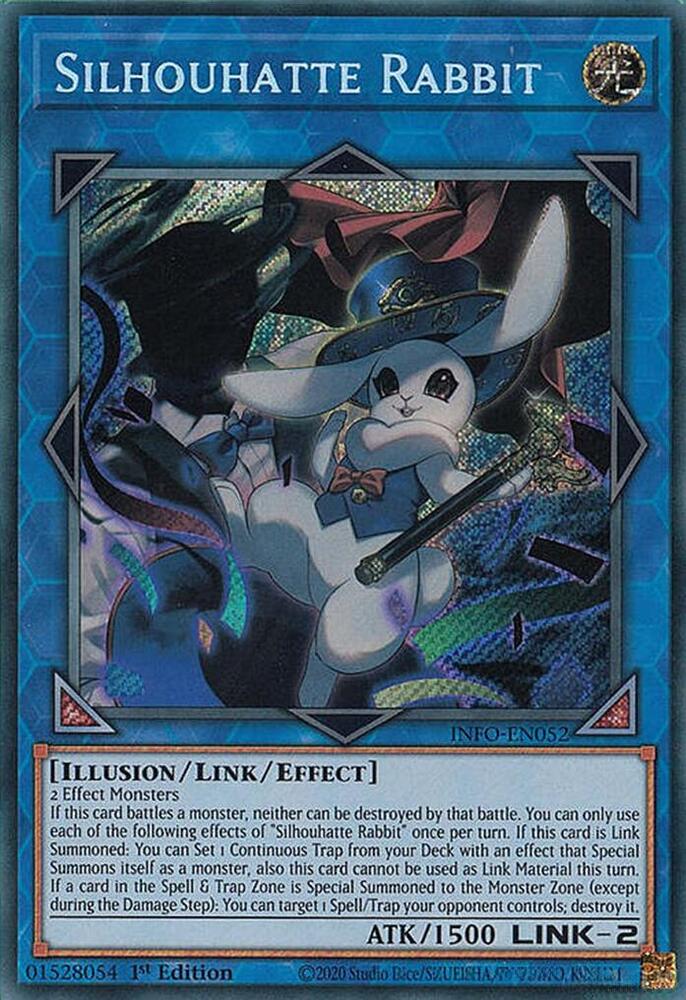 SILHOUHATTE RABBIT
INFO-EN052
[ILLUSION/LINK/EFFECT]
2 Effect Monsters
If this card battles a monster, neither can be destroyed by that battle. You can only use
each of the following effects of "Silhouhatte Rabbit" once per turn. If this card is Link
Summoned: You can Set 1 Continuous Trap from your Deck with an effect that Special
Summons itself as a monster, also this card cannot be used as Link Material this turn.
If a card in the Spell & Trap Zone is Special Summoned to the Monster Zone (except
during the Damage Step): You can target 1 Spell/Trap your opponent controls; destroy it.
ATK/1500 LINK-2
01528054 1st Edition ©2020 Studio Dice/SHUEISHA,